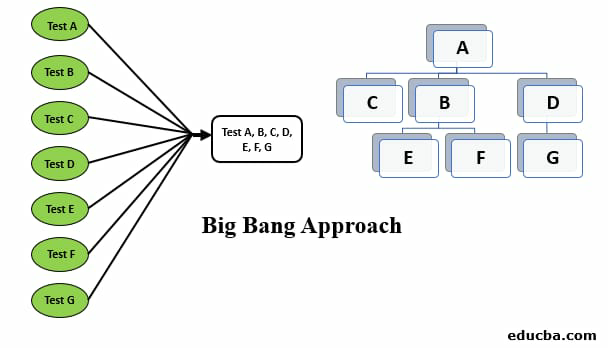 Test A
Test B
Test C
Test D
Test E
Test F
Test G
Test A, B, C, D,
E, F, G
A
C B D
E F G
Big Bang Approach
educba.com